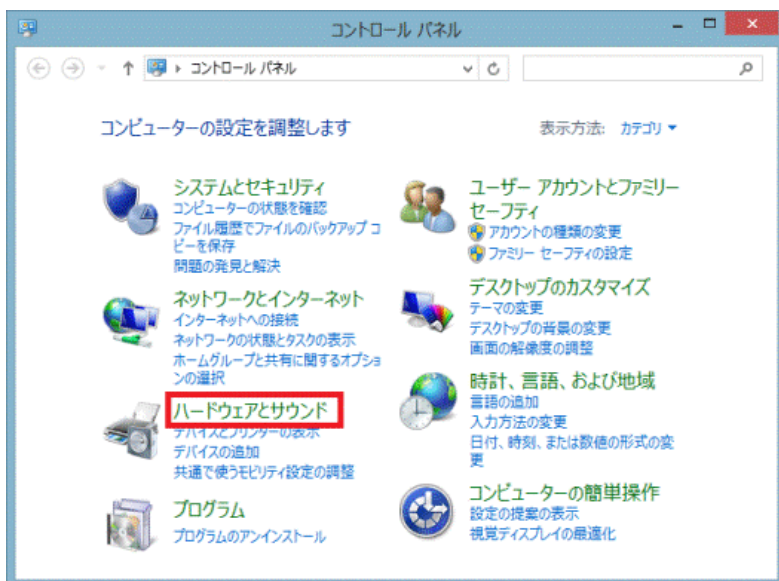 コントロール パネル
コントロール パネル
コンピューターの設定を調整します
表示方法: カテゴリ
システムとセキュリティ
コンピューターの状態を確認
ファイル履歴でファイルのバックアップ コ
ピーを保存
問題の発見と解決
ネットワークとインターネット
インターネットへの接続
ネットワークの状態とタスクの表示
ホームグループと共有に関するオプショ
ンの選択
ハードウェアとサウンド
デバイスとプリンターの表示
デバイスの追加
共通で使うモビリティ設定の調整
プログラム
プログラムのアンインストール
ユーザー アカウントとファミリー
セーフティ
アカウントの種類の変更
ファミリー セーフティの設定
デスクトップのカスタマイズ
テーマの変更
デスクトップの背景の変更
画面の解像度の調整
時計、言語、および地域
言語の追加
入力方法の変更
日付、時刻、または数値の形式の変
更
コンピューターの簡単操作
設定の提案の表示
視覚ディスプレイの最適化